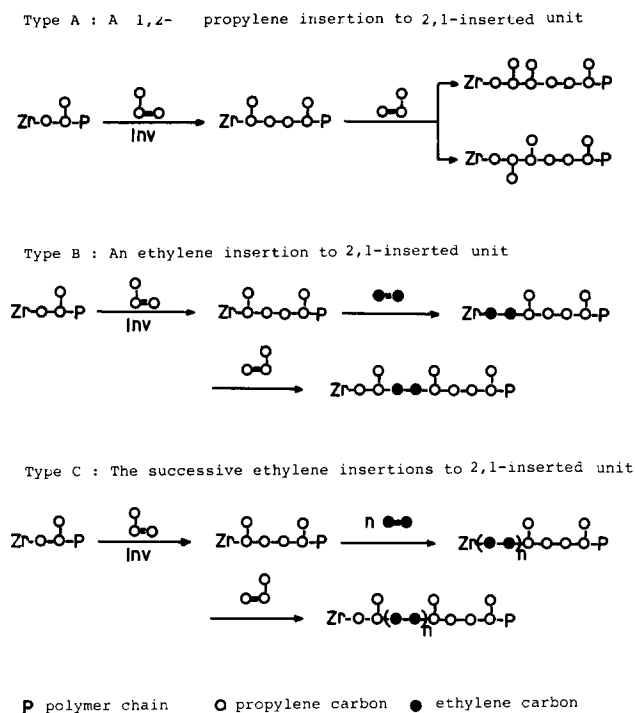 Type A : A 1,2- propylene insertion to 2,1-inserted unit
Zr P Inv Zr P Zr P
Zr P
Type B : An ethylene insertion to 2,1-inserted unit
Zr P Inv Zr P Zr P
Zr P
Type C : The successive ethylene insertions to 2,1-inserted unit
Zr P Inv Zr P n Zr( )n P
Zr ( )n P
P polymer chain propylene carbon ethylene carbon